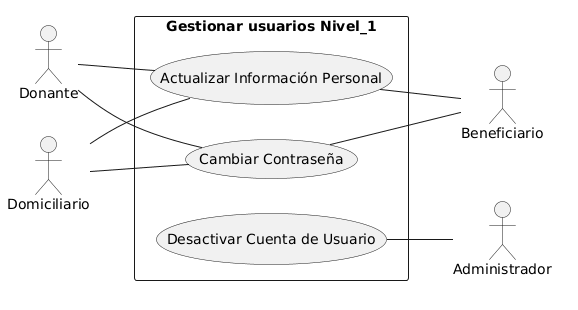 Gestionar usuarios Nivel_1
Donante
Actualizar Información Personal
Beneficiario
Domiciliario
Cambiar Contraseña
Desactivar Cuenta de Usuario
Administrador